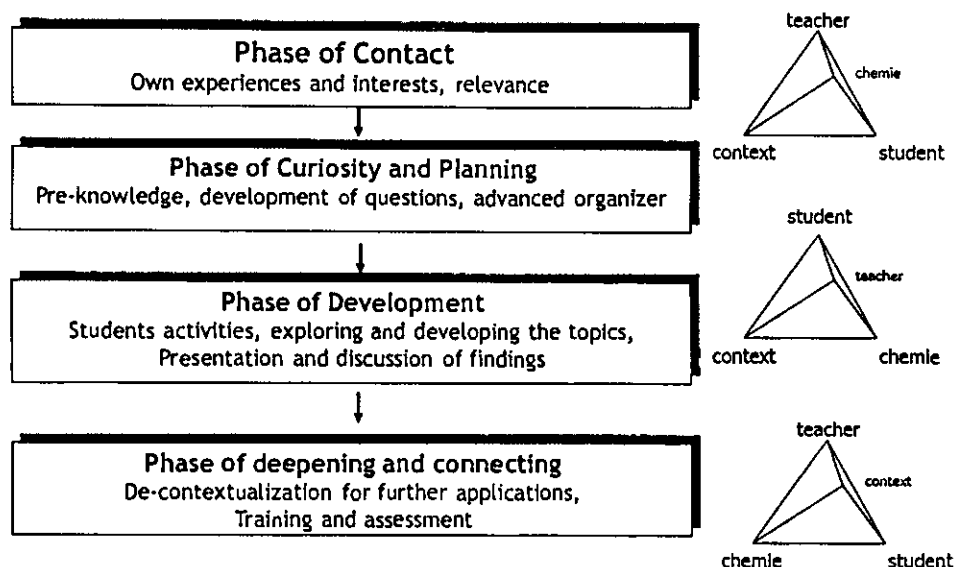 Phase of Contact
Own experiences and interests, relevance
Phase of Curiosity and Planning
Pre-knowledge, development of questions, advanced organizer
Phase of Development
Students activities, exploring and developing the topics,
Presentation and discussion of findings
Phase of deepening and connecting
De-contextualization for further applications,
Training and assessment
teacher
chemie
context student
student
teacher
context chemie
teacher
context
chemie student